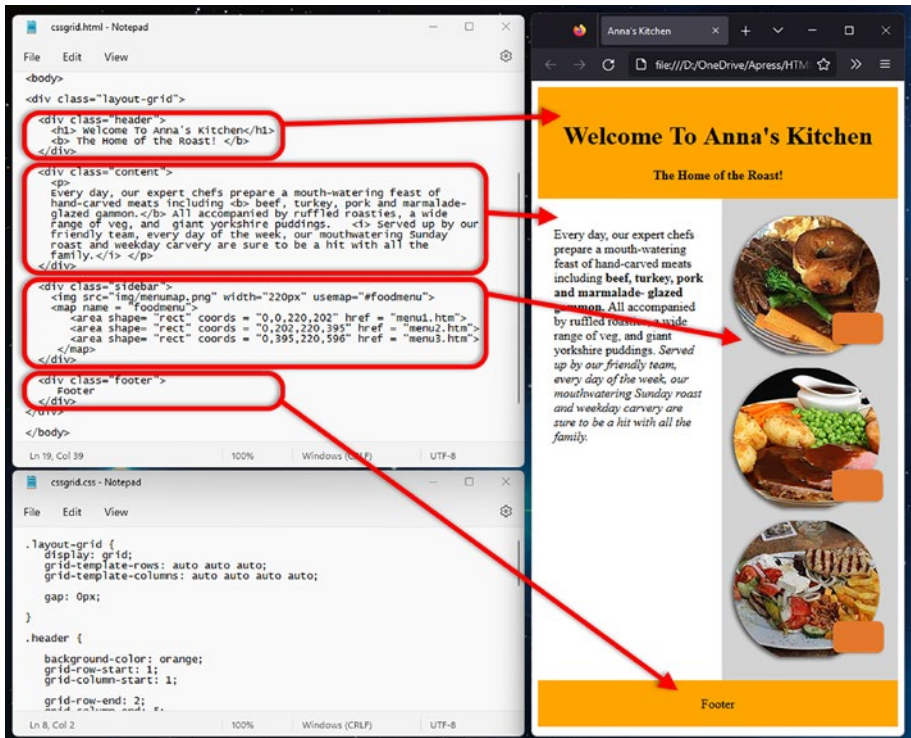 cssgrid.html - Notepad
File Edit View
<body>
<div class="layout-grid">
<div class="header">
<h1> Welcome To Anna's Kitchen</h1>
<b> The Home of the Roast! </b>
</div>
<div class="content">
<p>
Every day, our expert chefs prepare a mouth-watering feast of
hand-carved meats including <b> beef, turkey, pork and marmalade-
glazed gammon.</b> All accompanied by ruffled roasties, a wide
range of veg, and giant yorkshire puddings. <i> Served up by our
friendly team, every day of the week, our mouthwatering Sunday
roast and weekday carvery are sure to be a hit with all the
family.</i> </p>
</div>
<div class="sidebar">
<img src="img/menumap.png" width="220px" usemap="#foodmenu">
<map name = "foodmenu">
<area shape= "rect" coords = "0,0,220,202" href = "menu1.htm">
<area shape= "rect" coords = "0,202,220,395" href = "menu2.htm">
<area shape= "rect" coords = "0,395,220,596" href = "menu3.htm">
</map>
</div>
<div class="footer">
Footer
</div>
</div>
</body>
Ln 19, Col 39 100% Windows (CRLF) UTF-8
cssgrid.css - Notepad
File Edit View
.layout-grid {
display: grid;
grid-template-rows: auto auto auto;
grid-template-columns: auto auto auto auto;
gap: 0px;
}
.header {
background-color: orange;
grid-row-start: 1;
grid-column-start: 1;
grid-row-end: 2;
grid-column-end: 5;
Ln 8, Col 2 100% Windows (CRLF) UTF-8
Anna's Kitchen
file:///D:/OneDrive/Apress/HTM
Welcome To Anna's Kitchen
The Home of the Roast!
Every day, our expert chefs
prepare a mouth-watering
feast of hand-carved meats
including beef, turkey, pork
and marmalade- glazed
gammon. All accompanied
by ruffled roasties, a wide
range of veg, and giant
yorkshire puddings. Served
up by our friendly team,
every day of the week, our
mouthwatering Sunday roast
and weekday carvery are
sure to be a hit with all the
family.
Footer